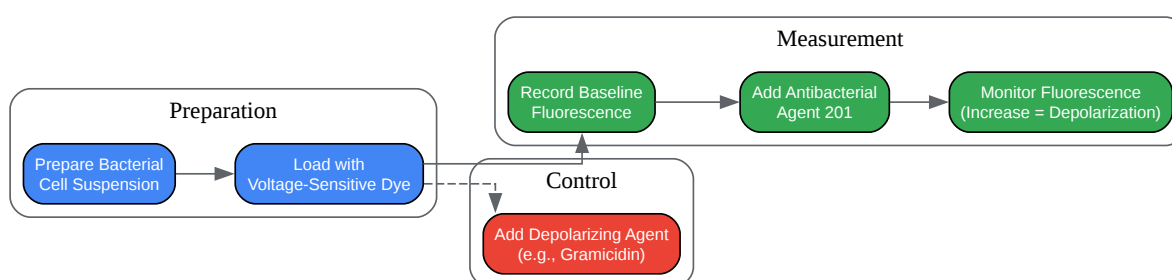 Preparation
Prepare Bacterial
Cell Suspension
Load with
Voltage-Sensitive Dye
Measurement
Record Baseline
Fluorescence
Add Antibacterial
Agent 201
Monitor Fluorescence
(Increase = Depolarization)
Control
Add Depolarizing Agent
(e.g., Gramicidin)